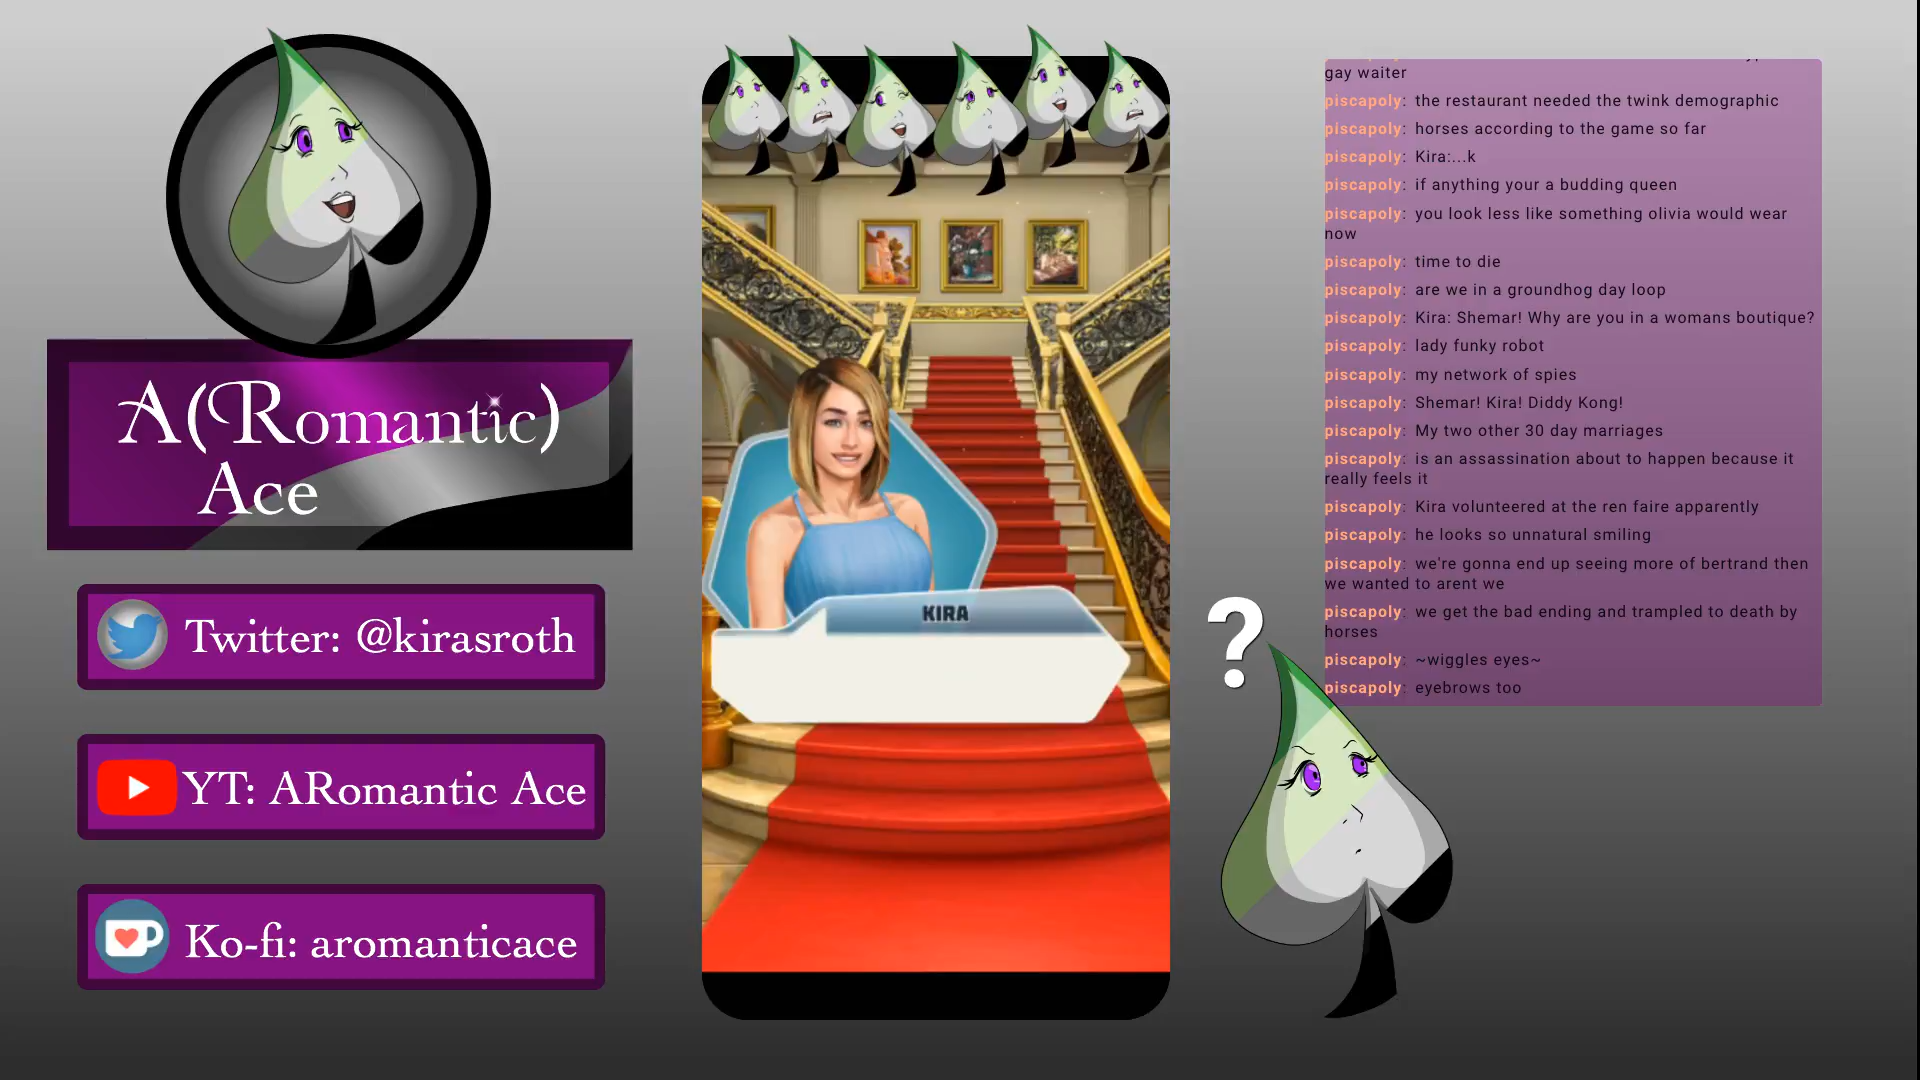 A(Romantic)
Ace
Twitter: @kirasroth
YT: ARomantic Ace
Ko-fi: aromanticace
KIRA
?
gay waiter
piscapoly: the restaurant needed the twink demographic
piscapoly: horses according to the game so far
piscapoly: Kira:...k
piscapoly: if anything your a budding queen
piscapoly: you look less like something olivia would wear
now
piscapoly: time to die
piscapoly: are we in a groundhog day loop
piscapoly: Kira: Shemar! Why are you in a womans boutique?
piscapoly: lady funky robot
piscapoly: my network of spies
piscapoly: Shemar! Kira! Diddy Kong!
piscapoly: My two other 30 day marriages
piscapoly: is an assassination about to happen because it
really feels it
piscapoly: Kira volunteered at the ren faire apparently
piscapoly: he looks so unnatural smiling
piscapoly: we're gonna end up seeing more of bertrand then
we wanted to arent we
piscapoly: we get the bad ending and trampled to death by
horses
piscapoly: ~wiggles eyes~
piscapoly: eyebrows too